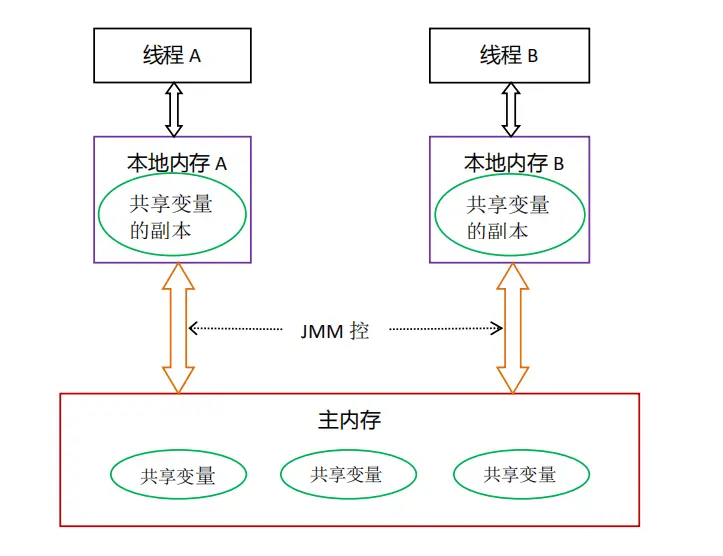 线程 A
线程 B
本地内存 A
本地内存 B
共享变量
的副本
共享变量
的副本
JMM 控
主内存
共享变量
共享变量
共享变量